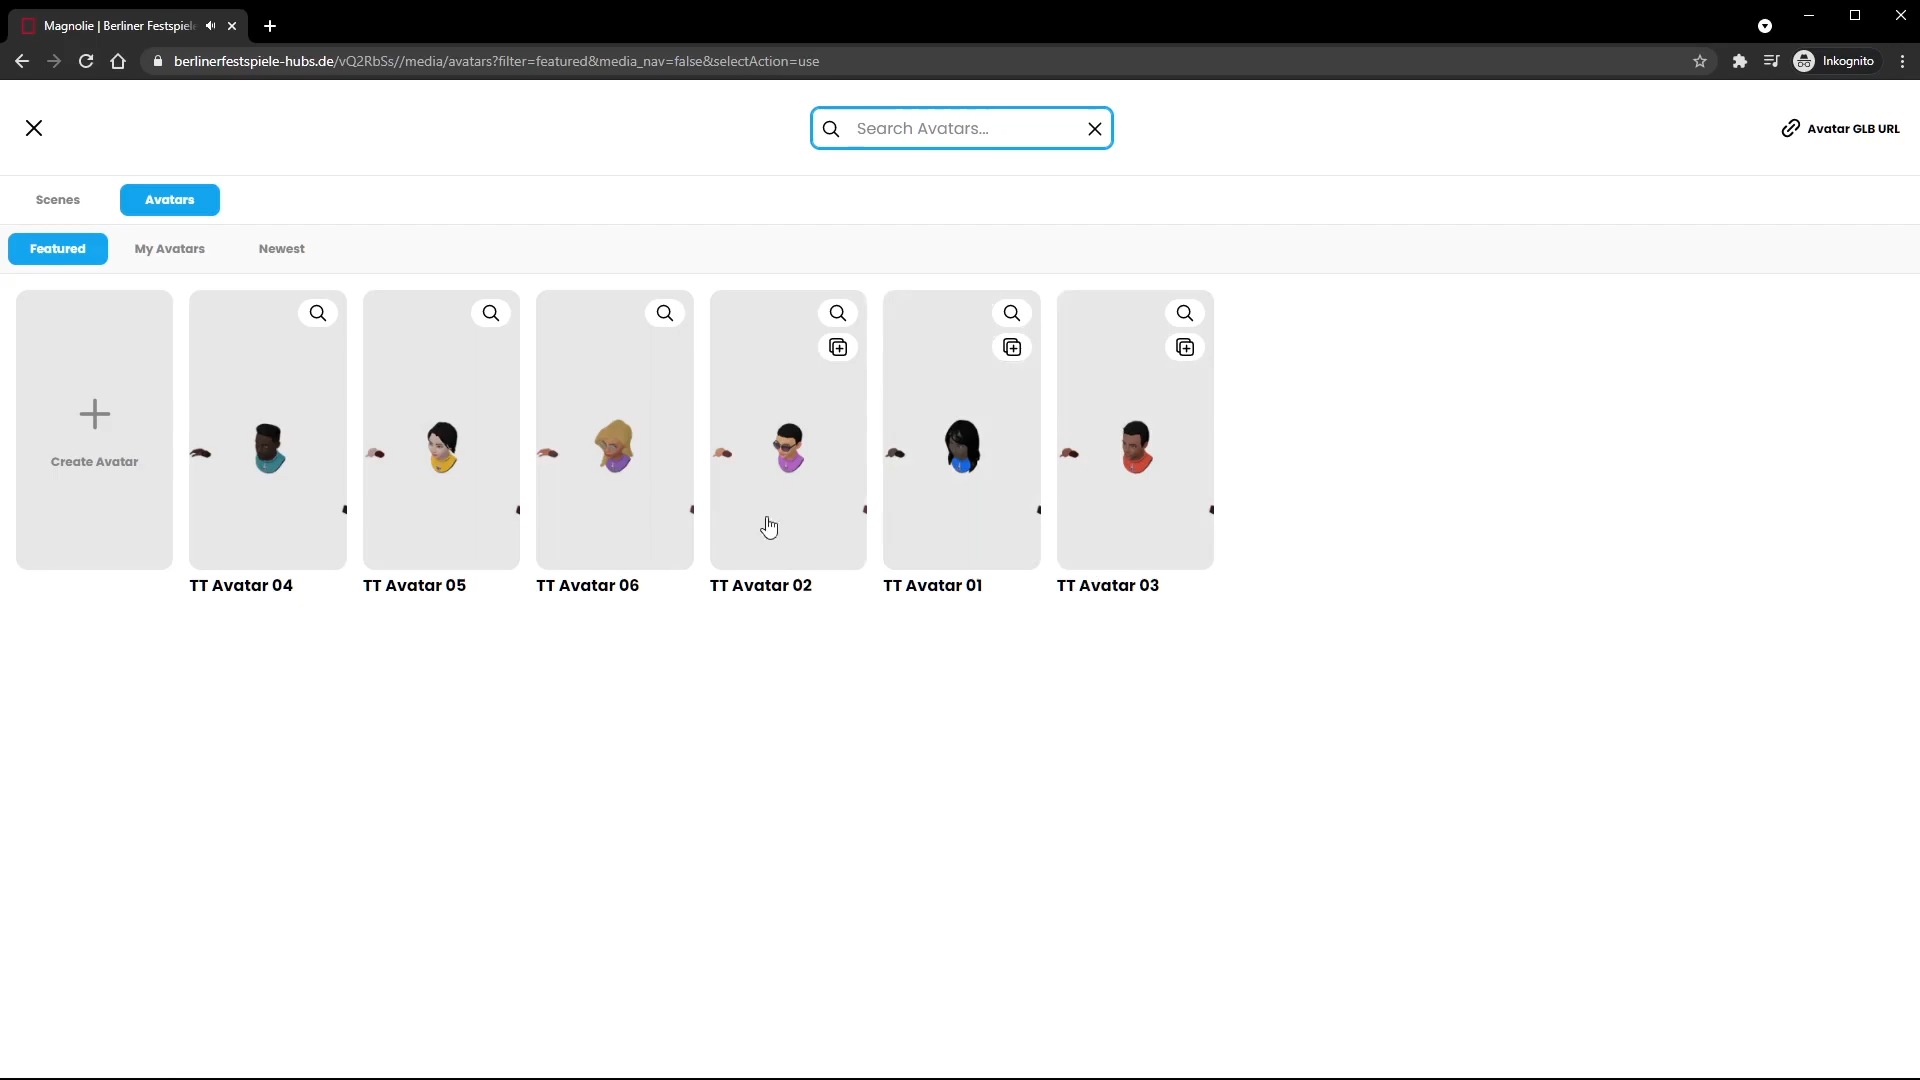 Magnolie | Berliner Festspiele
berlinerfestspiele-hubs.de/vQ2RbSs//media/avatars?filter=featured&media_nav=false&selectAction=use
Inkognito
Search Avatars...
Avatar GLB URL
Scenes
Avatars
Featured
My Avatars
Newest
Create Avatar
TT Avatar 04
TT Avatar 05
TT Avatar 06
TT Avatar 02
TT Avatar 01
TT Avatar 03